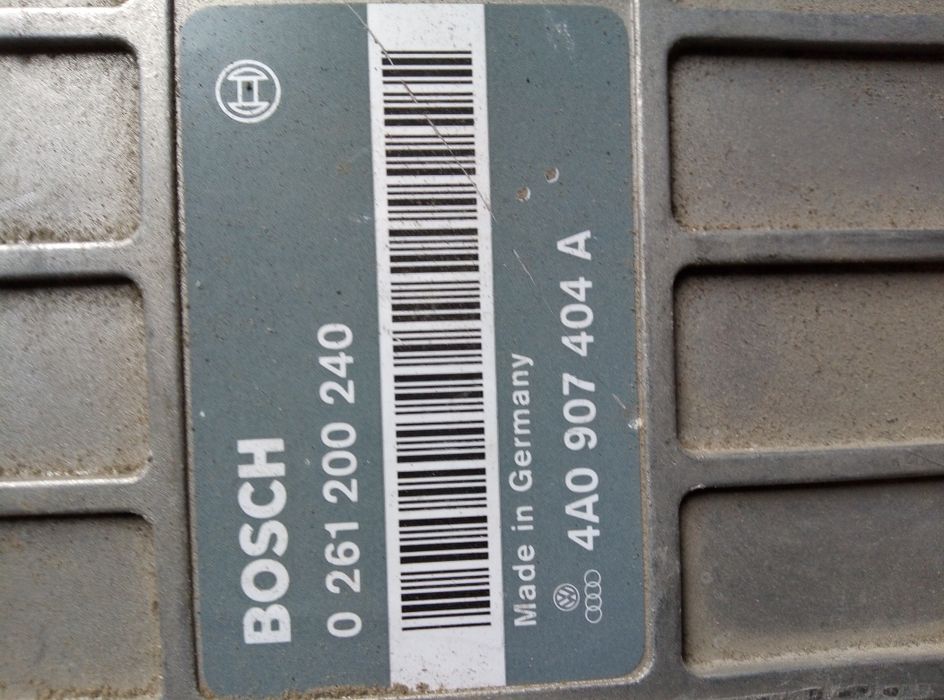 BOSCH
0 261 200 240
Made in Germany
4A0 907 404 A